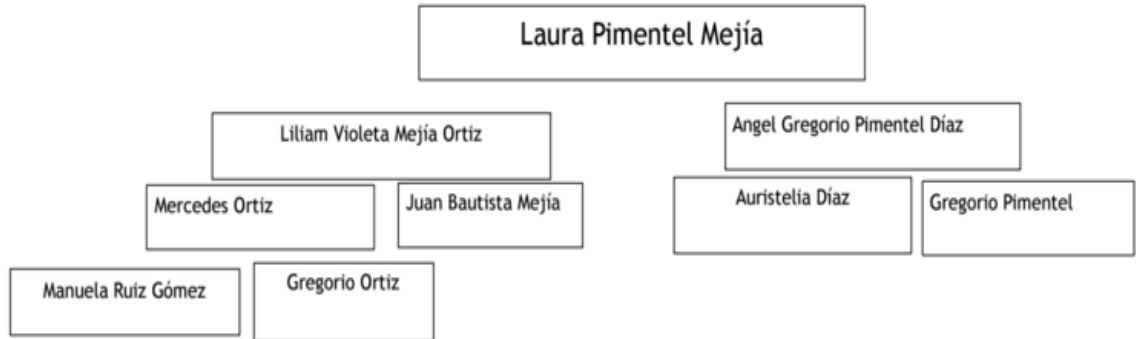 Laura Pimentel Mejía
Liliam Violeta Mejía Ortiz
Angel Gregorio Pimentel Díaz
Mercedes Ortiz
Juan Bautista Mejía
Auristelia Díaz
Gregorio Pimentel
Manuela Ruiz Gómez
Gregorio Ortiz